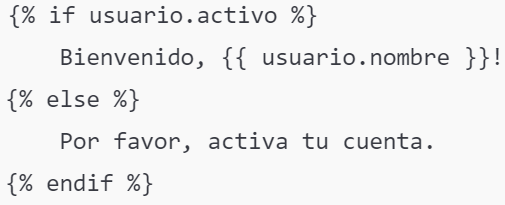 {% if usuario.activo %}
    Bienvenido, {{ usuario.nombre }}!
{% else %}
    Por favor, activa tu cuenta.
{% endif %}